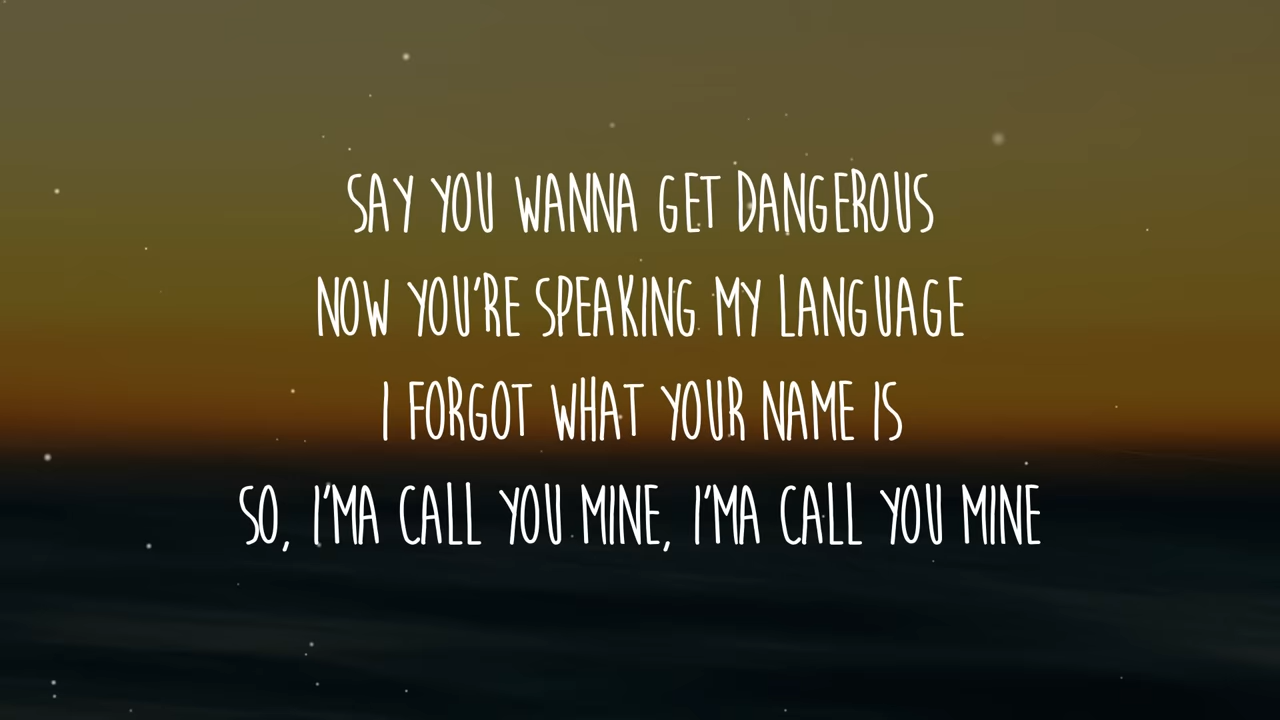 SAY YOU WANNA GET DANGEROUS
NOW YOU'RE SPEAKING MY LANGUAGE
I FORGOT WHAT YOUR NAME IS
SO, I'MA CALL YOU MINE, I'MA CALL YOU MINE